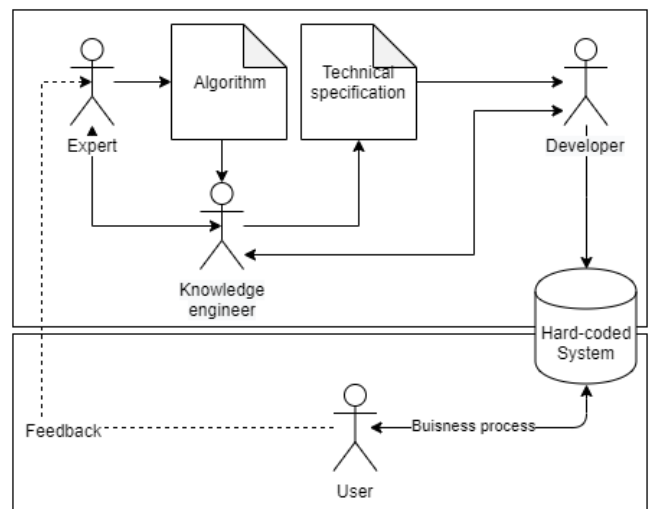 Algorithm
Technical
specification
Expert
Developer
Knowledge
engineer
Hard-coded
System
Feedback
Buisness process
User